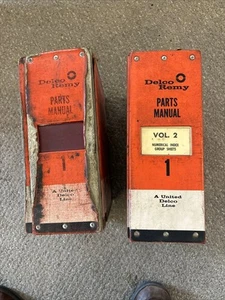 Delco
Remy
PARTS
MANUAL
1
A United
Delco
Line
Delco
Remy
PARTS
MANUAL
VOL. 2
NUMERICAL INDEX
GROUP SHEETS
1
A United
Delco
Line